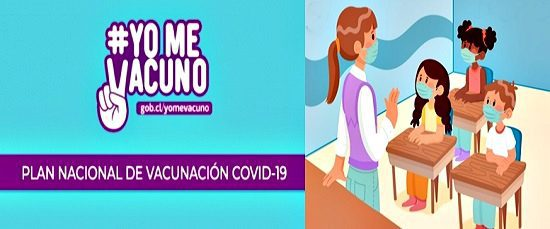 #YO ME
VACUNO
gob.cl/yomevacuno
PLAN NACIONAL DE VACUNACIÓN COVID-19